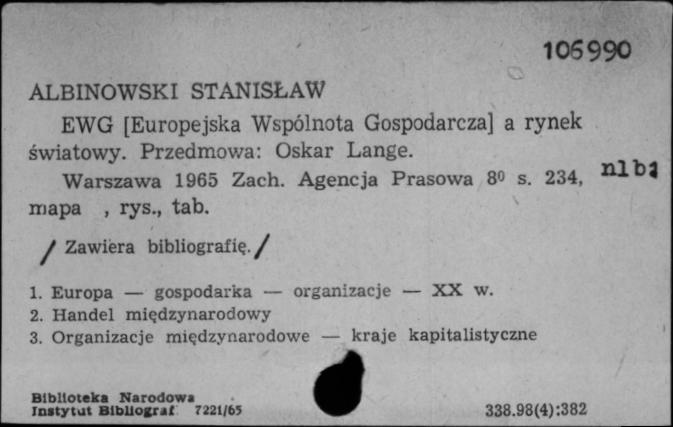 106990
ALBINOWSKI STANISŁAW
EWG [Europejska Wspólnota Gospodarcza] a rynek
światowy. Przedmowa: Oskar Lange.
Warszawa 1965 Zach. Agencja Prasowa 8⁰ s. 234, nlb
mapa , rys., tab.
/ Zawiera bibliografię. /
1. Europa — gospodarka — organizacje — XX w.
2. Handel międzynarodowy
3. Organizacje międzynarodowe — kraje kapitalistyczne
Biblioteka Narodowa
Instytut Bibliograf 7221/65
338.98(4):382